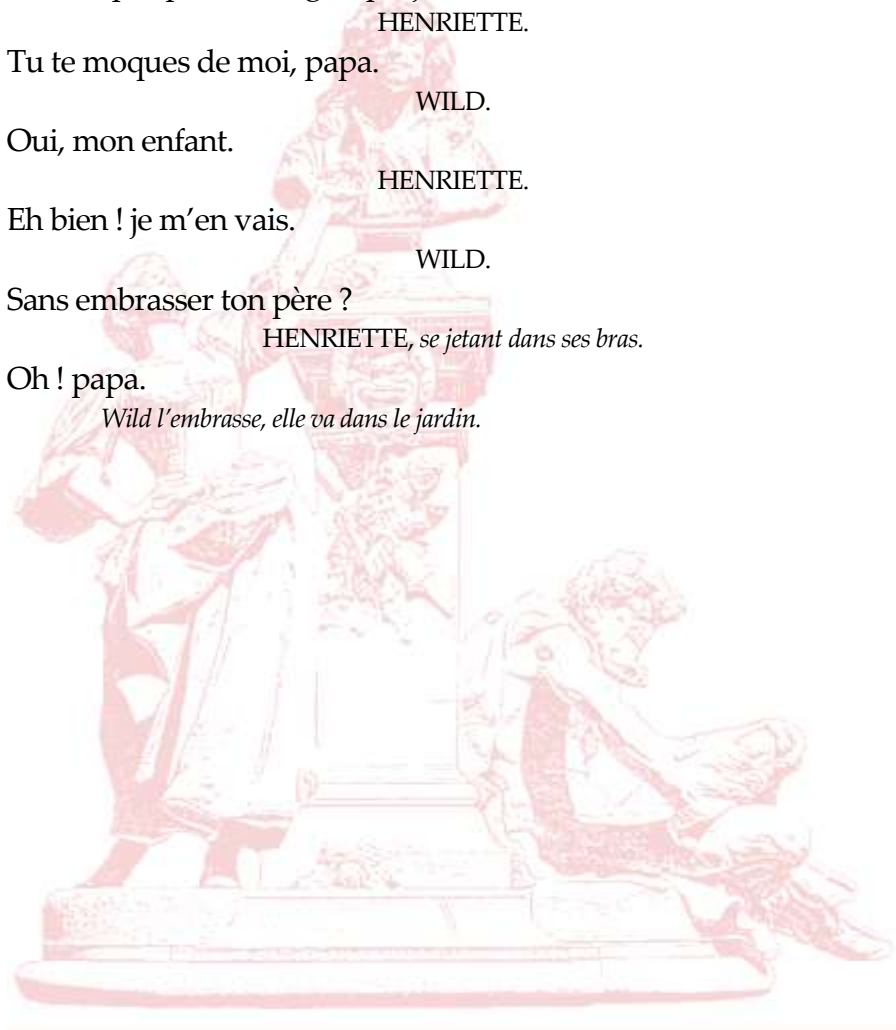 HENRIETTE.
Tu te moques de moi, papa.
WILD.
Oui, mon enfant.
HENRIETTE.
Eh bien ! je m’en vais.
WILD.
Sans embrasser ton père ?
HENRIETTE, se jetant dans ses bras.
Oh ! papa.
Wild l’embrasse, elle va dans le jardin.